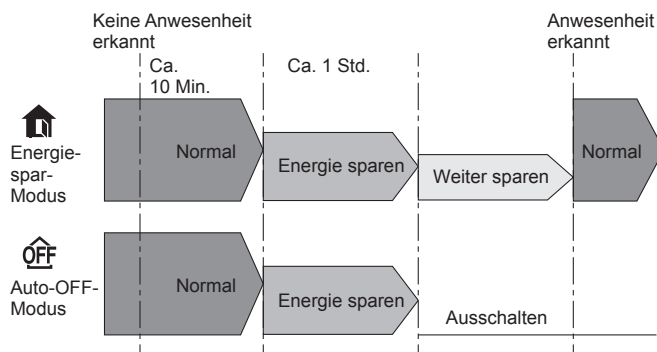 Keine Anwesenheit
erkannt
Anwesenheit
erkannt
Ca.
10 Min.
Ca. 1 Std.
Energie-
spar-
Modus
Normal
Energie sparen
Weiter sparen
Normal
OFF
Auto-OFF-
Modus
Normal
Energie sparen
Ausschalten